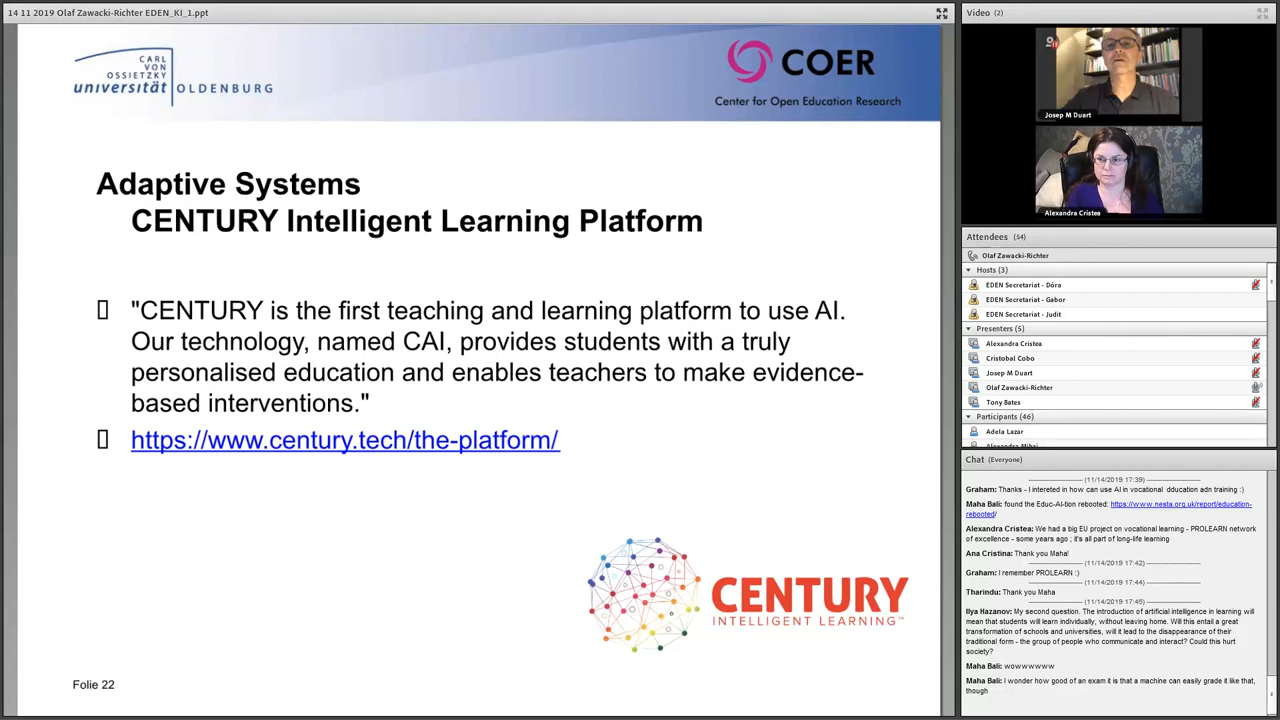 14 11 2019 Olaf Zawacki-Richter EDEN_KI_1.ppt
CARL
VON
OSSIETZKY
universität OLDENBURG
COER
Center for Open Education Research
Adaptive Systems
CENTURY Intelligent Learning Platform
"CENTURY is the first teaching and learning platform to use AI.
Our technology, named CAI, provides students with a truly
personalised education and enables teachers to make evidence-
based interventions."
https://www.century.tech/the-platform/
CENTURY
INTELLIGENT LEARNING™
Folie 22
Video (2)
Josep M Duart
Alexandra Cristea
Attendees (54)
Olaf Zawacki-Richter
Hosts (3)
EDEN Secretariat - Dóra
EDEN Secretariat - Gabor
EDEN Secretariat - Judit
Presenters (5)
Alexandra Cristea
Cristobal Cobo
Josep M Duart
Olaf Zawacki-Richter
Tony Bates
Participants (46)
Adela Lazar
Alexandra Mihai
Chat (Everyone)
(11/14/2019 17:39)
Graham: Thanks - I intereted in how can use AI in vocational dducation adn training :)
Maha Bali: found the Educ-AI-tion rebooted: https://www.nesta.org.uk/report/education-
rebooted/
Alexandra Cristea: We had a big EU project on vocational learning - PROLEARN network
of excellence - some years ago ; it's all part of long-life learning
Ana Cristina: Thank you Maha!
(11/14/2019 17:42)
Graham: I remember PROLEARN :)
(11/14/2019 17:44)
Tharindu: Thank you Maha
(11/14/2019 17:45)
Ilya Hazanov: My second question. The introduction of artificial intelligence in learning will
mean that students will learn individually, without leaving home. Will this entail a great
transformation of schools and universities, will it lead to the disappearance of their
traditional form - the group of people who communicate and interact? Could this hurt
society?
Maha Bali: wowwwwww
Maha Bali: I wonder how good of an exam it is that a machine can easily grade it like that,
though